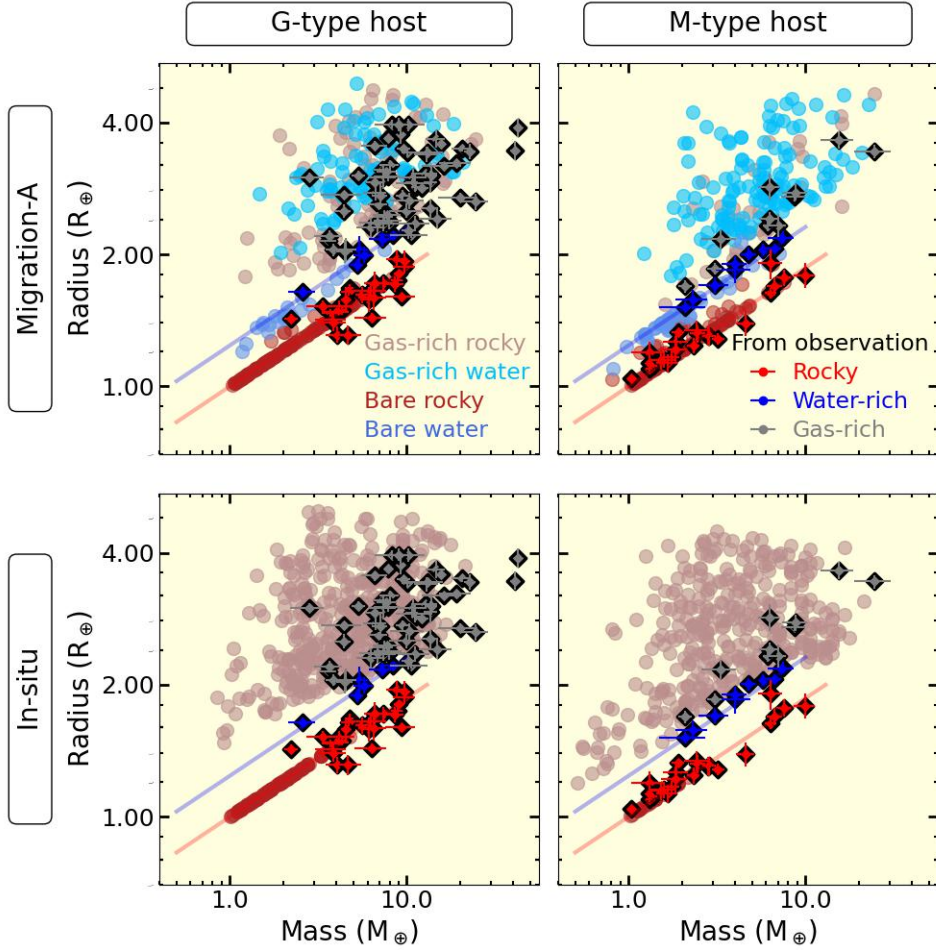 G-type host
M-type host
Migration-A
Radius (R⊕)
4.00
2.00
1.00
Gas-rich rocky
Gas-rich water
Bare rocky
Bare water
From observation
Rocky
Water-rich
Gas-rich
In-situ
Radius (R⊕)
4.00
2.00
1.00
1.0
10.0
1.0
10.0
Mass (M⊕)
Mass (M⊕)